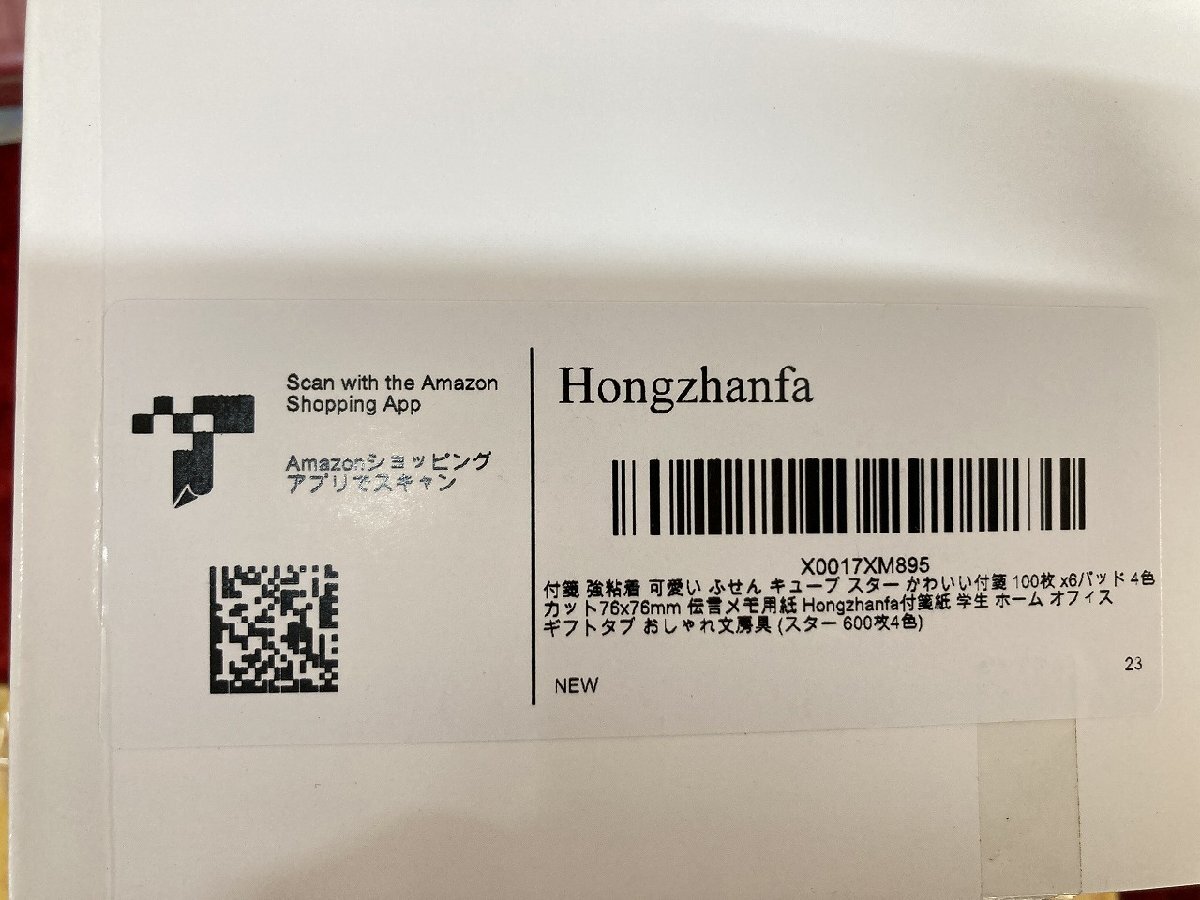 Scan with the Amazon
Shopping App
Amazonショッピング
アプリでスキャン
Hongzhanfa
X0017XM895
付箋 強粘着 可愛い ふせん キューブ スター かわいい付箋 100枚 x6パッド 4色
カット76x76mm 伝言メモ用紙 Hongzhanfa付箋紙 学生 ホーム オフィス
ギフトタブ おしゃれ文房具 (スター 600枚4色)
NEW
23